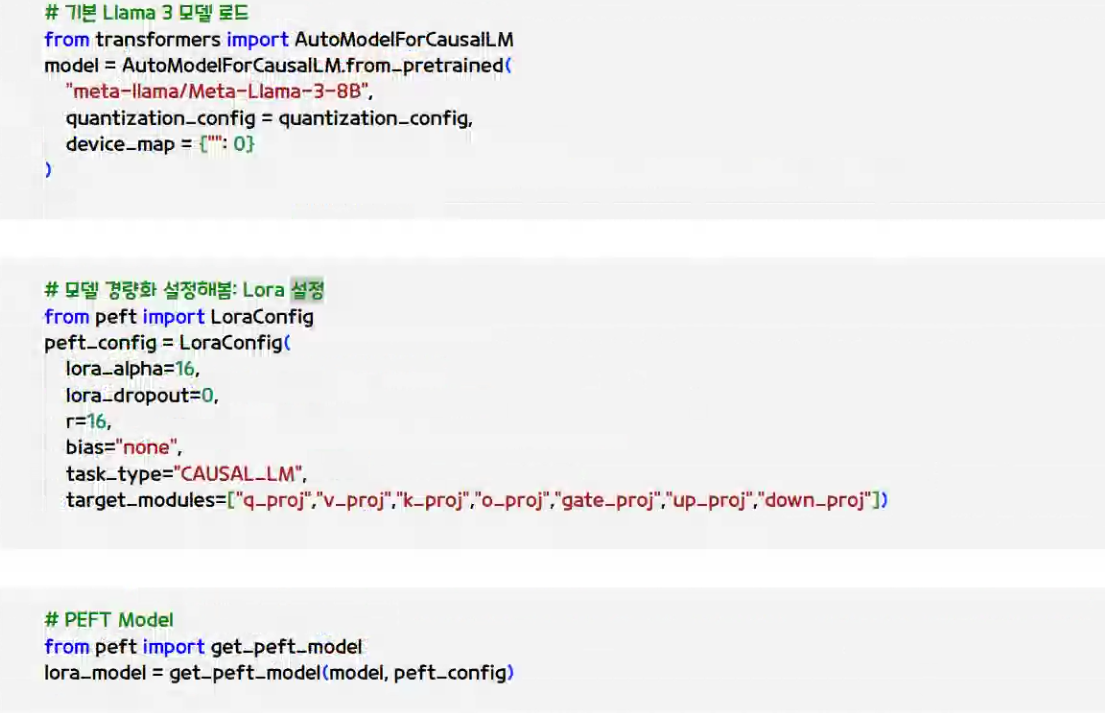 # 기본 Llama 3 모델 로드
from transformers import AutoModelForCausalLM
model = AutoModelForCausalLM.from_pretrained(
"meta-llama/Meta-Llama-3-8B",
quantization_config = quantization_config,
device_map = {"": 0}
)
# 모델 경량화 설정해봄: Lora 설정
from peft import LoraConfig
peft_config = LoraConfig(
lora_alpha=16,
lora_dropout=0,
r=16,
bias="none",
task_type="CAUSAL_LM",
target_modules=["q_proj","v_proj","k_proj","o_proj","gate_proj","up_proj","down_proj"])
# PEFT Model
from peft import get_peft_model
lora_model = get_peft_model(model, peft_config)